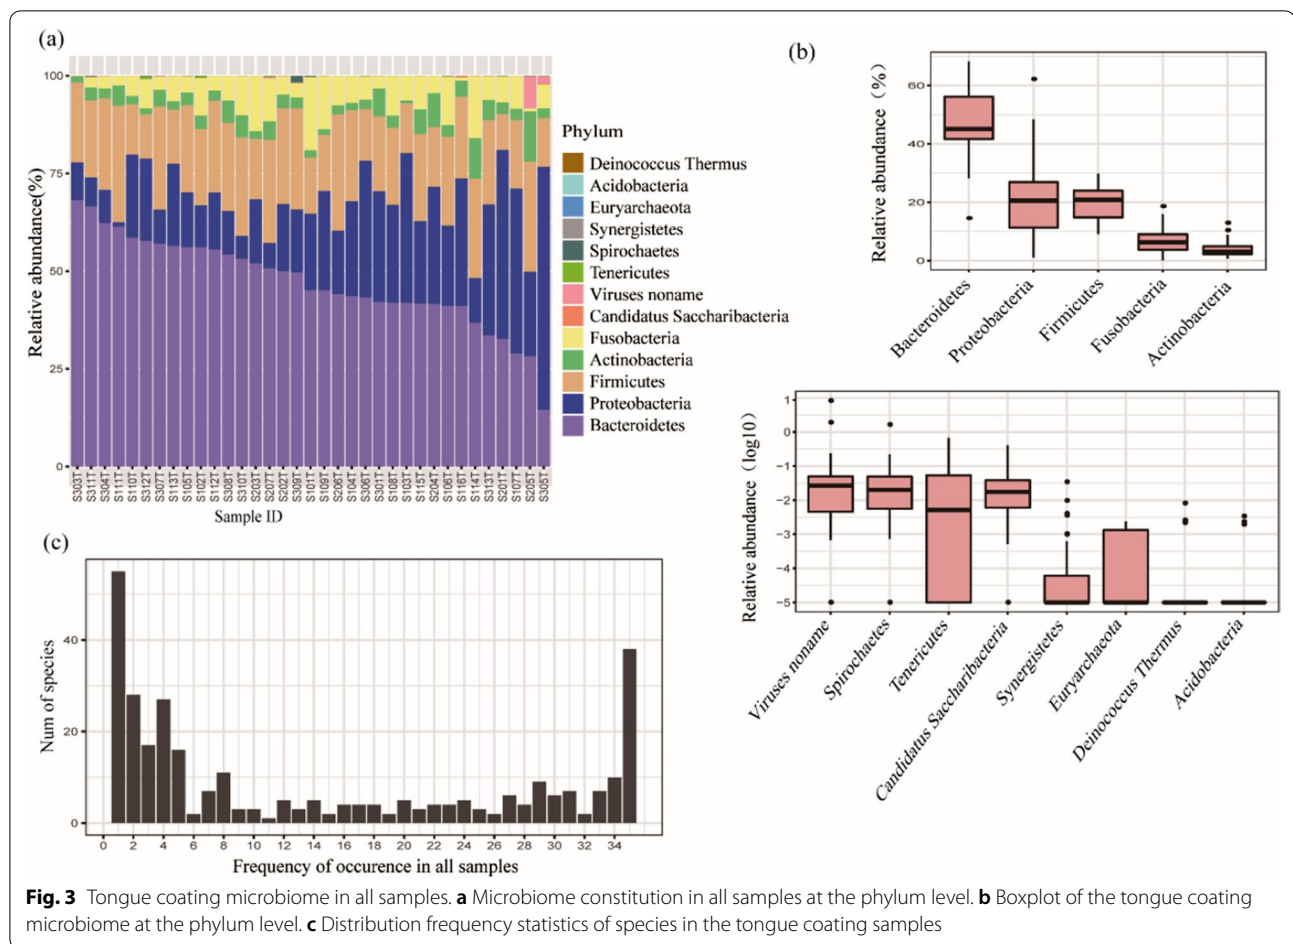 (a)
100
75
50
25
0
Relative abundance(%)
S303T S311T S304T S111T S110T S312T S307T S113T S105T S102T S112T S308T S310T S203T S207T S202T S309T S101T S109T S206T S104T S306T S301T S108T S103T S115T S204T S106T S116T S114T S313T S201T S107T S205T S305T
Sample ID
Phylum
Deinococcus Thermus
Acidobacteria
Euryarchaeota
Synergistetes
Spirochaetes
Tenericutes
Viruses noname
Candidatus Saccharibacteria
Fusobacteria
Actinobacteria
Firmicutes
Proteobacteria
Bacteroidetes
(b)
60
40
20
0
Relative abundance (%)
Bacteroidetes
Proteobacteria
Firmicutes
Fusobacteria
Actinobacteria
1
0
−1
−2
−3
−4
−5
Relative abundance (log10)
Viruses noname
Spirochaetes
Tenericutes
Candidatus Saccharibacteria
Synergistetes
Euryarchaeota
Deinococcus Thermus
Acidobacteria
(c)
40
20
0
Num of species
0 2 4 6 8 10 12 14 16 18 20 22 24 26 28 30 32 34
Frequency of occurence in all samples
Fig. 3 Tongue coating microbiome in all samples. a Microbiome constitution in all samples at the phylum level. b Boxplot of the tongue coating
microbiome at the phylum level. c Distribution frequency statistics of species in the tongue coating samples